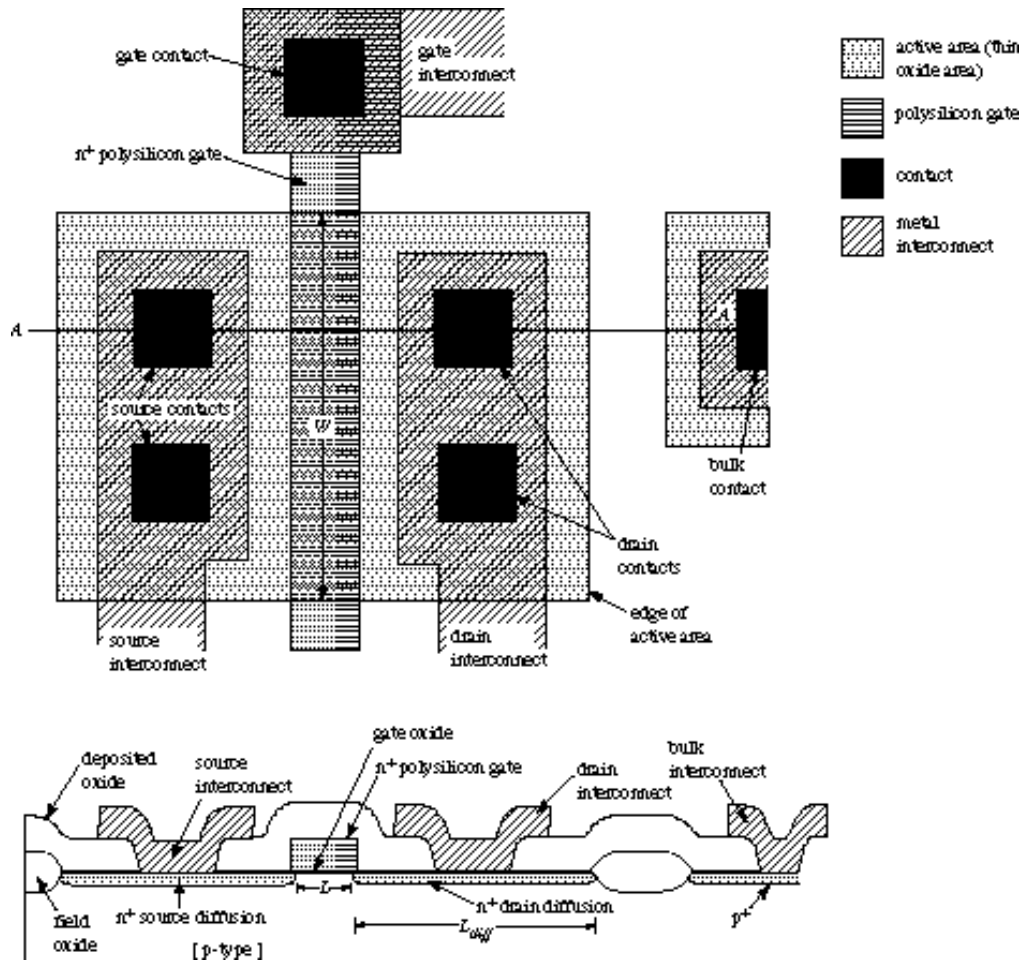 gate contact
gate
interconnect
active area (thin
oxide area)
polysilicon gate
contact
metal
interconnect
n+ polysilicon gate
A
A
source contacts
W
bulk
contact
drain
contacts
edge of
active area
source
interconnect
drain
interconnect
gate oxide
n+ polysilicon gate
deposited
oxide
source
interconnect
drain
interconnect
bulk
interconnect
L
n+ source diffusion
n+ drain diffusion
Ldiff
p+
field
oxide
[ p-type ]